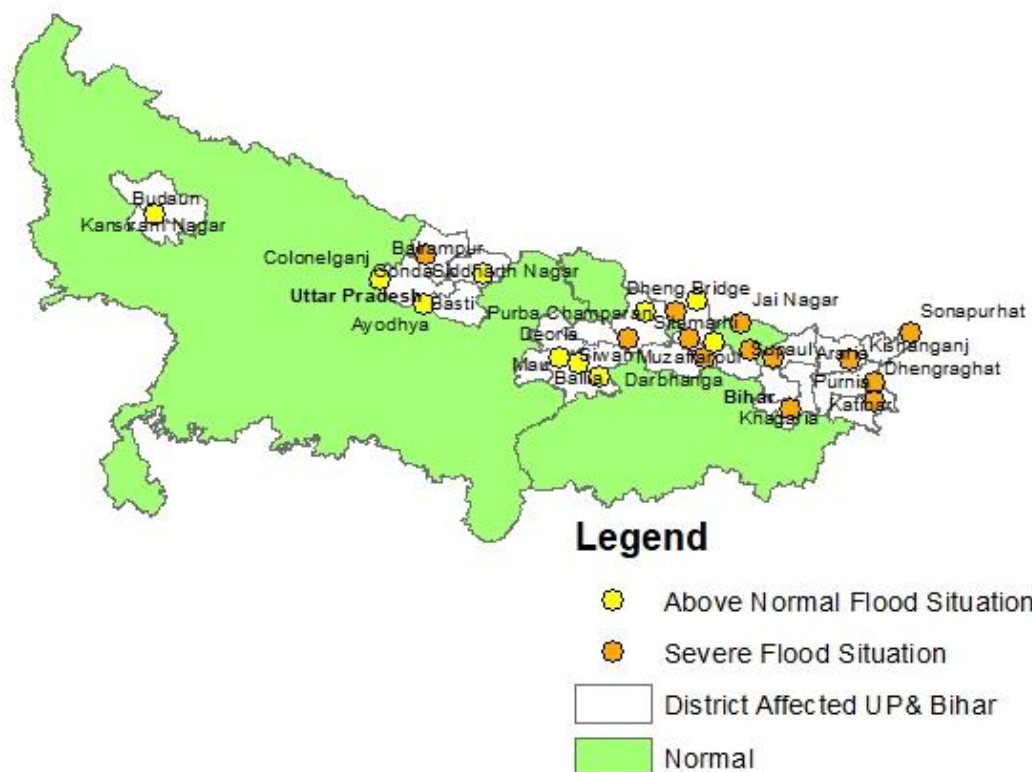 Budaun
Kanshiram Nagar
Balrampur
Colonelganj
Gonda
Siddharth Nagar
Uttar Pradesh
Basti
Ayodhya
Dheng Bridge
Jai Nagar
Sonapurhat
Purba Champaran
Sitamarhi
Deoria
Kishanganj
Mau
Siwan
Muzaffarpur
Supaul
Araria
Dhengraghat
Ballia
Darbhanga
Purnia
Bihar
Katihar
Khagaria
Legend
Above Normal Flood Situation
Severe Flood Situation
District Affected UP& Bihar
Normal